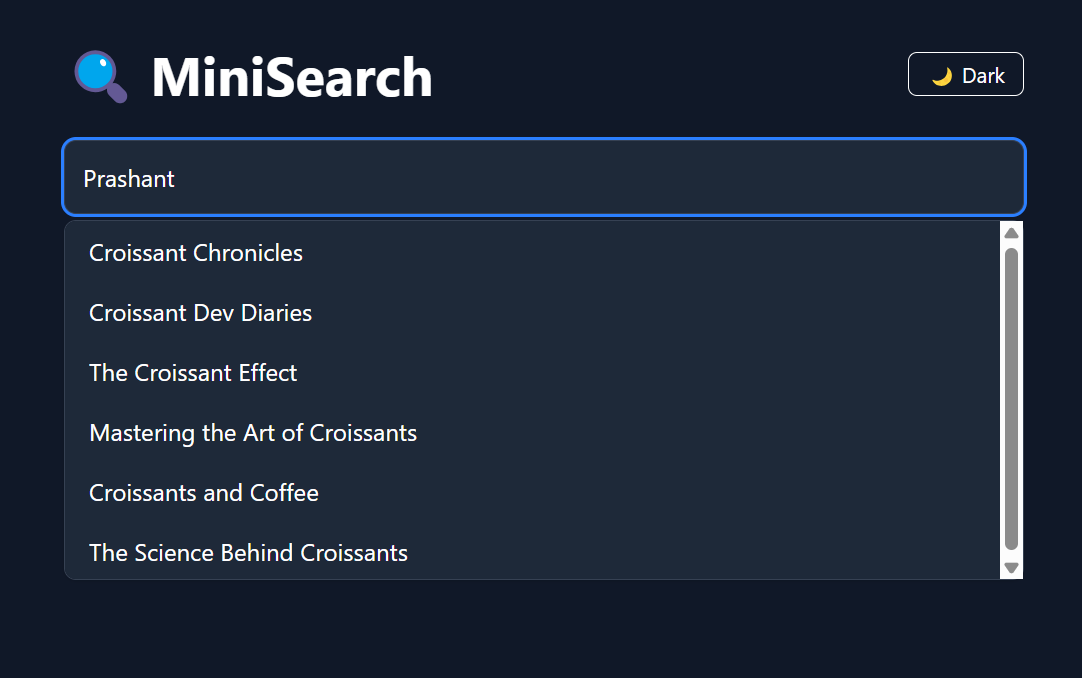 MiniSearch
🌙 Dark
Prashant
Croissant Chronicles
Croissant Dev Diaries
The Croissant Effect
Mastering the Art of Croissants
Croissants and Coffee
The Science Behind Croissants